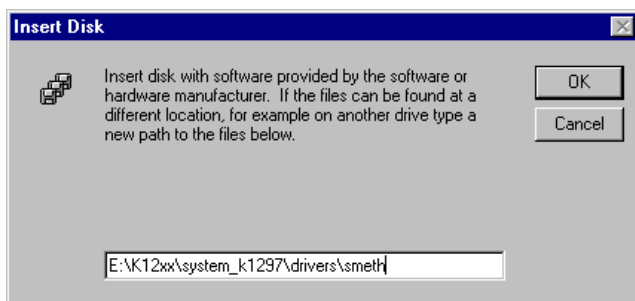 Insert Disk
Insert disk with software provided by the software or
hardware manufacturer. If the files can be found at a
different location, for example on another drive type a
new path to the files below.
OK
Cancel
E:\K12xx\system_k1297\drivers\smeth